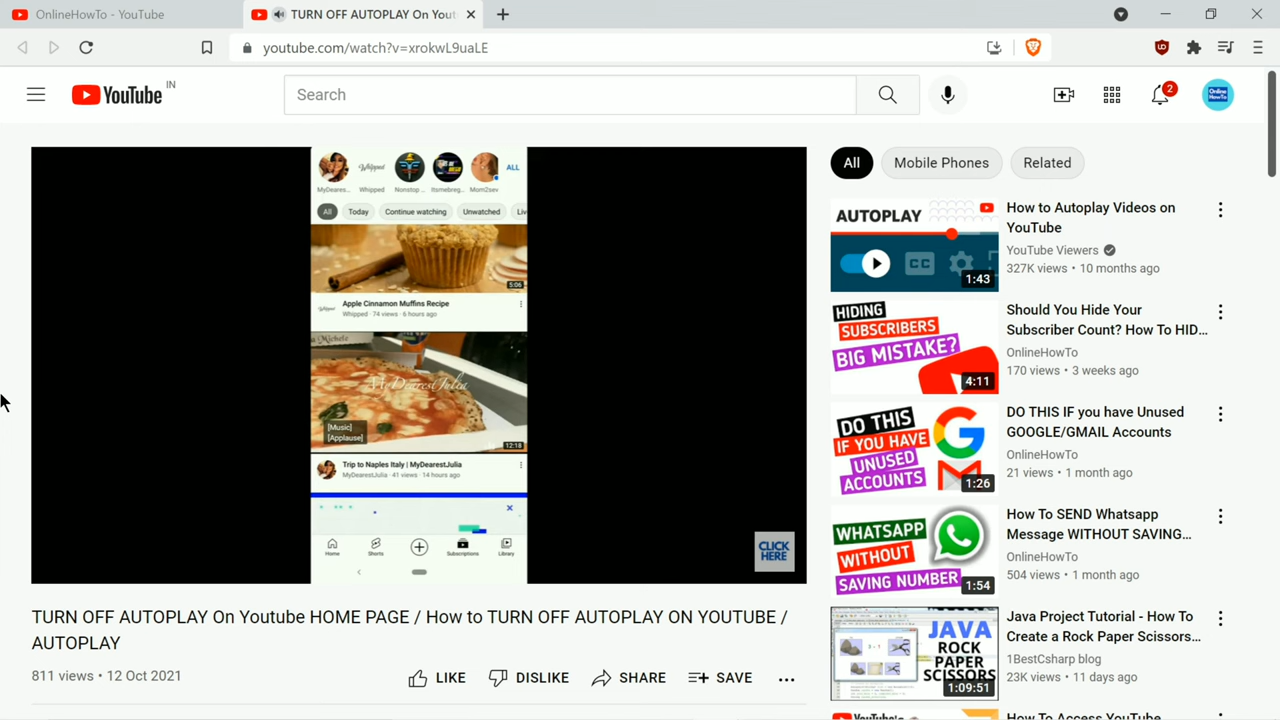 OnlineHowTo - YouTube
TURN OFF AUTOPLAY On Yout
youtube.com/watch?v=xrokwL9uaLE
YouTube IN
Search
2
Online HowTo
MyDeares...
Whipped
Nonstop
Itsmebreg...
Mom2sev
ALL
All
Today
Continue watching
Unwatched
5:06
Apple Cinnamon Muffins Recipe
Whipped · 74 views · 6 hours ago
MyDearestJulia
[Music]
[Applause]
12:18
Trip to Naples Italy | MyDearestJulia
MyDearestJulia · 41 views · 14 hours ago
Home
Shorts
Subscriptions
Library
CLICK
HERE
TURN OFF AUTOPLAY On Youtube HOME PAGE / How to TURN OFF AUTOPLAY ON YOUTUBE /
AUTOPLAY
811 views • 12 Oct 2021
LIKE
DISLIKE
SHARE
SAVE
All
Mobile Phones
Related
AUTOPLAY
CC
1:43
How to Autoplay Videos on
YouTube
YouTube Viewers
327K views • 10 months ago
HIDING
SUBSCRIBERS
BIG MISTAKE?
4:11
Should You Hide Your
Subscriber Count? How To HID...
OnlineHowTo
170 views • 3 weeks ago
DO THIS
IF YOU HAVE
UNUSED
ACCOUNTS
1:26
DO THIS IF you have Unused
GOOGLE/GMAIL Accounts
OnlineHowTo
21 views • 1 month ago
WHATSAPP
WITHOUT
SAVING NUMBER
1:54
How To SEND Whatsapp
Message WITHOUT SAVING...
OnlineHowTo
504 views • 1 month ago
JAVA
ROCK
PAPER
SCISSORS
1:09:51
Java Project Tutorial - How To
Create a Rock Paper Scissors...
1BestCsharp blog
23K views • 11 days ago
How To Access YouTube